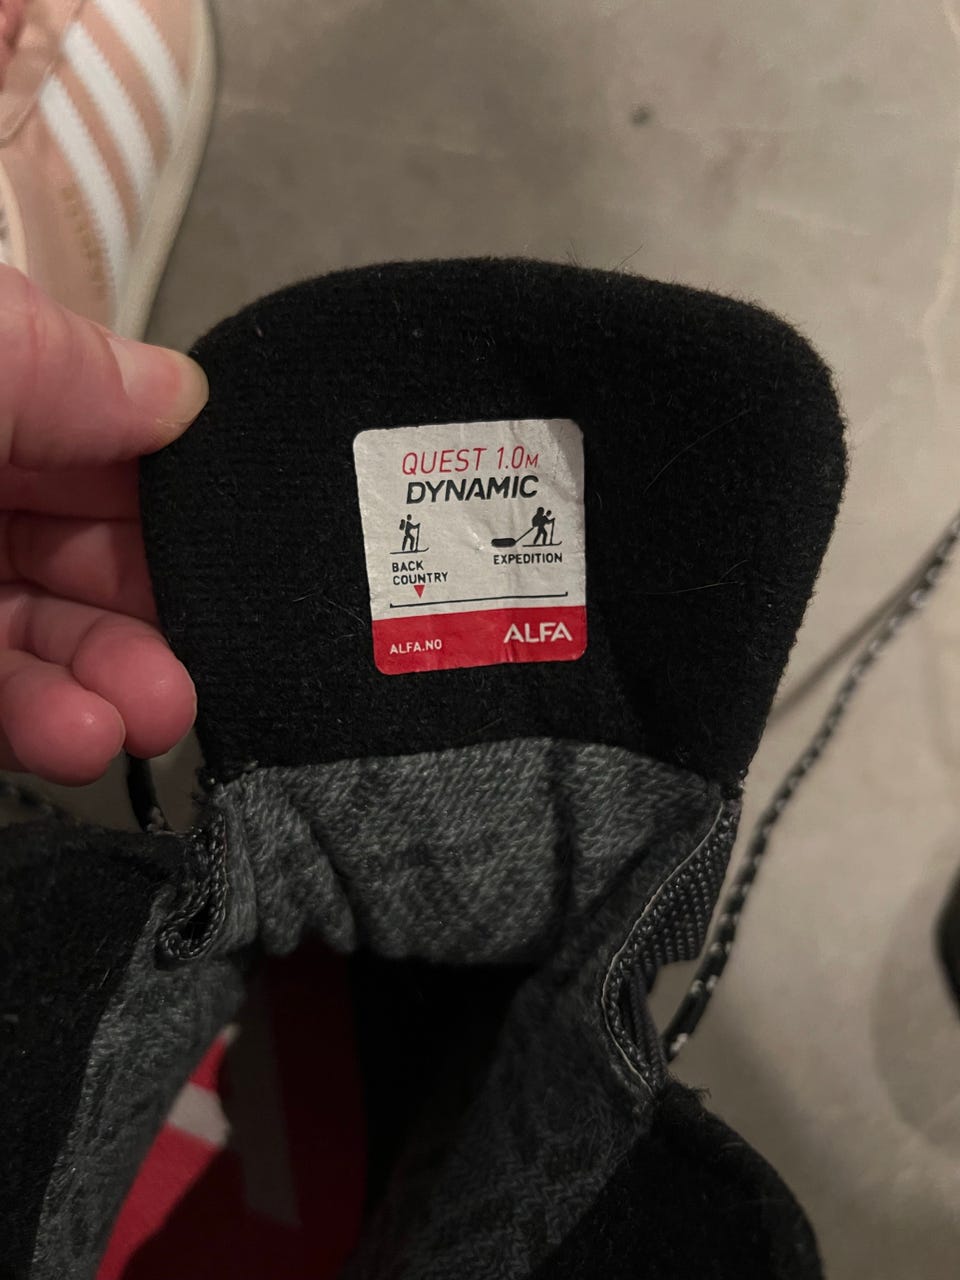 QUEST 1.0M
DYNAMIC
BACK
COUNTRY
EXPEDITION
ALFA.NO
ALFA